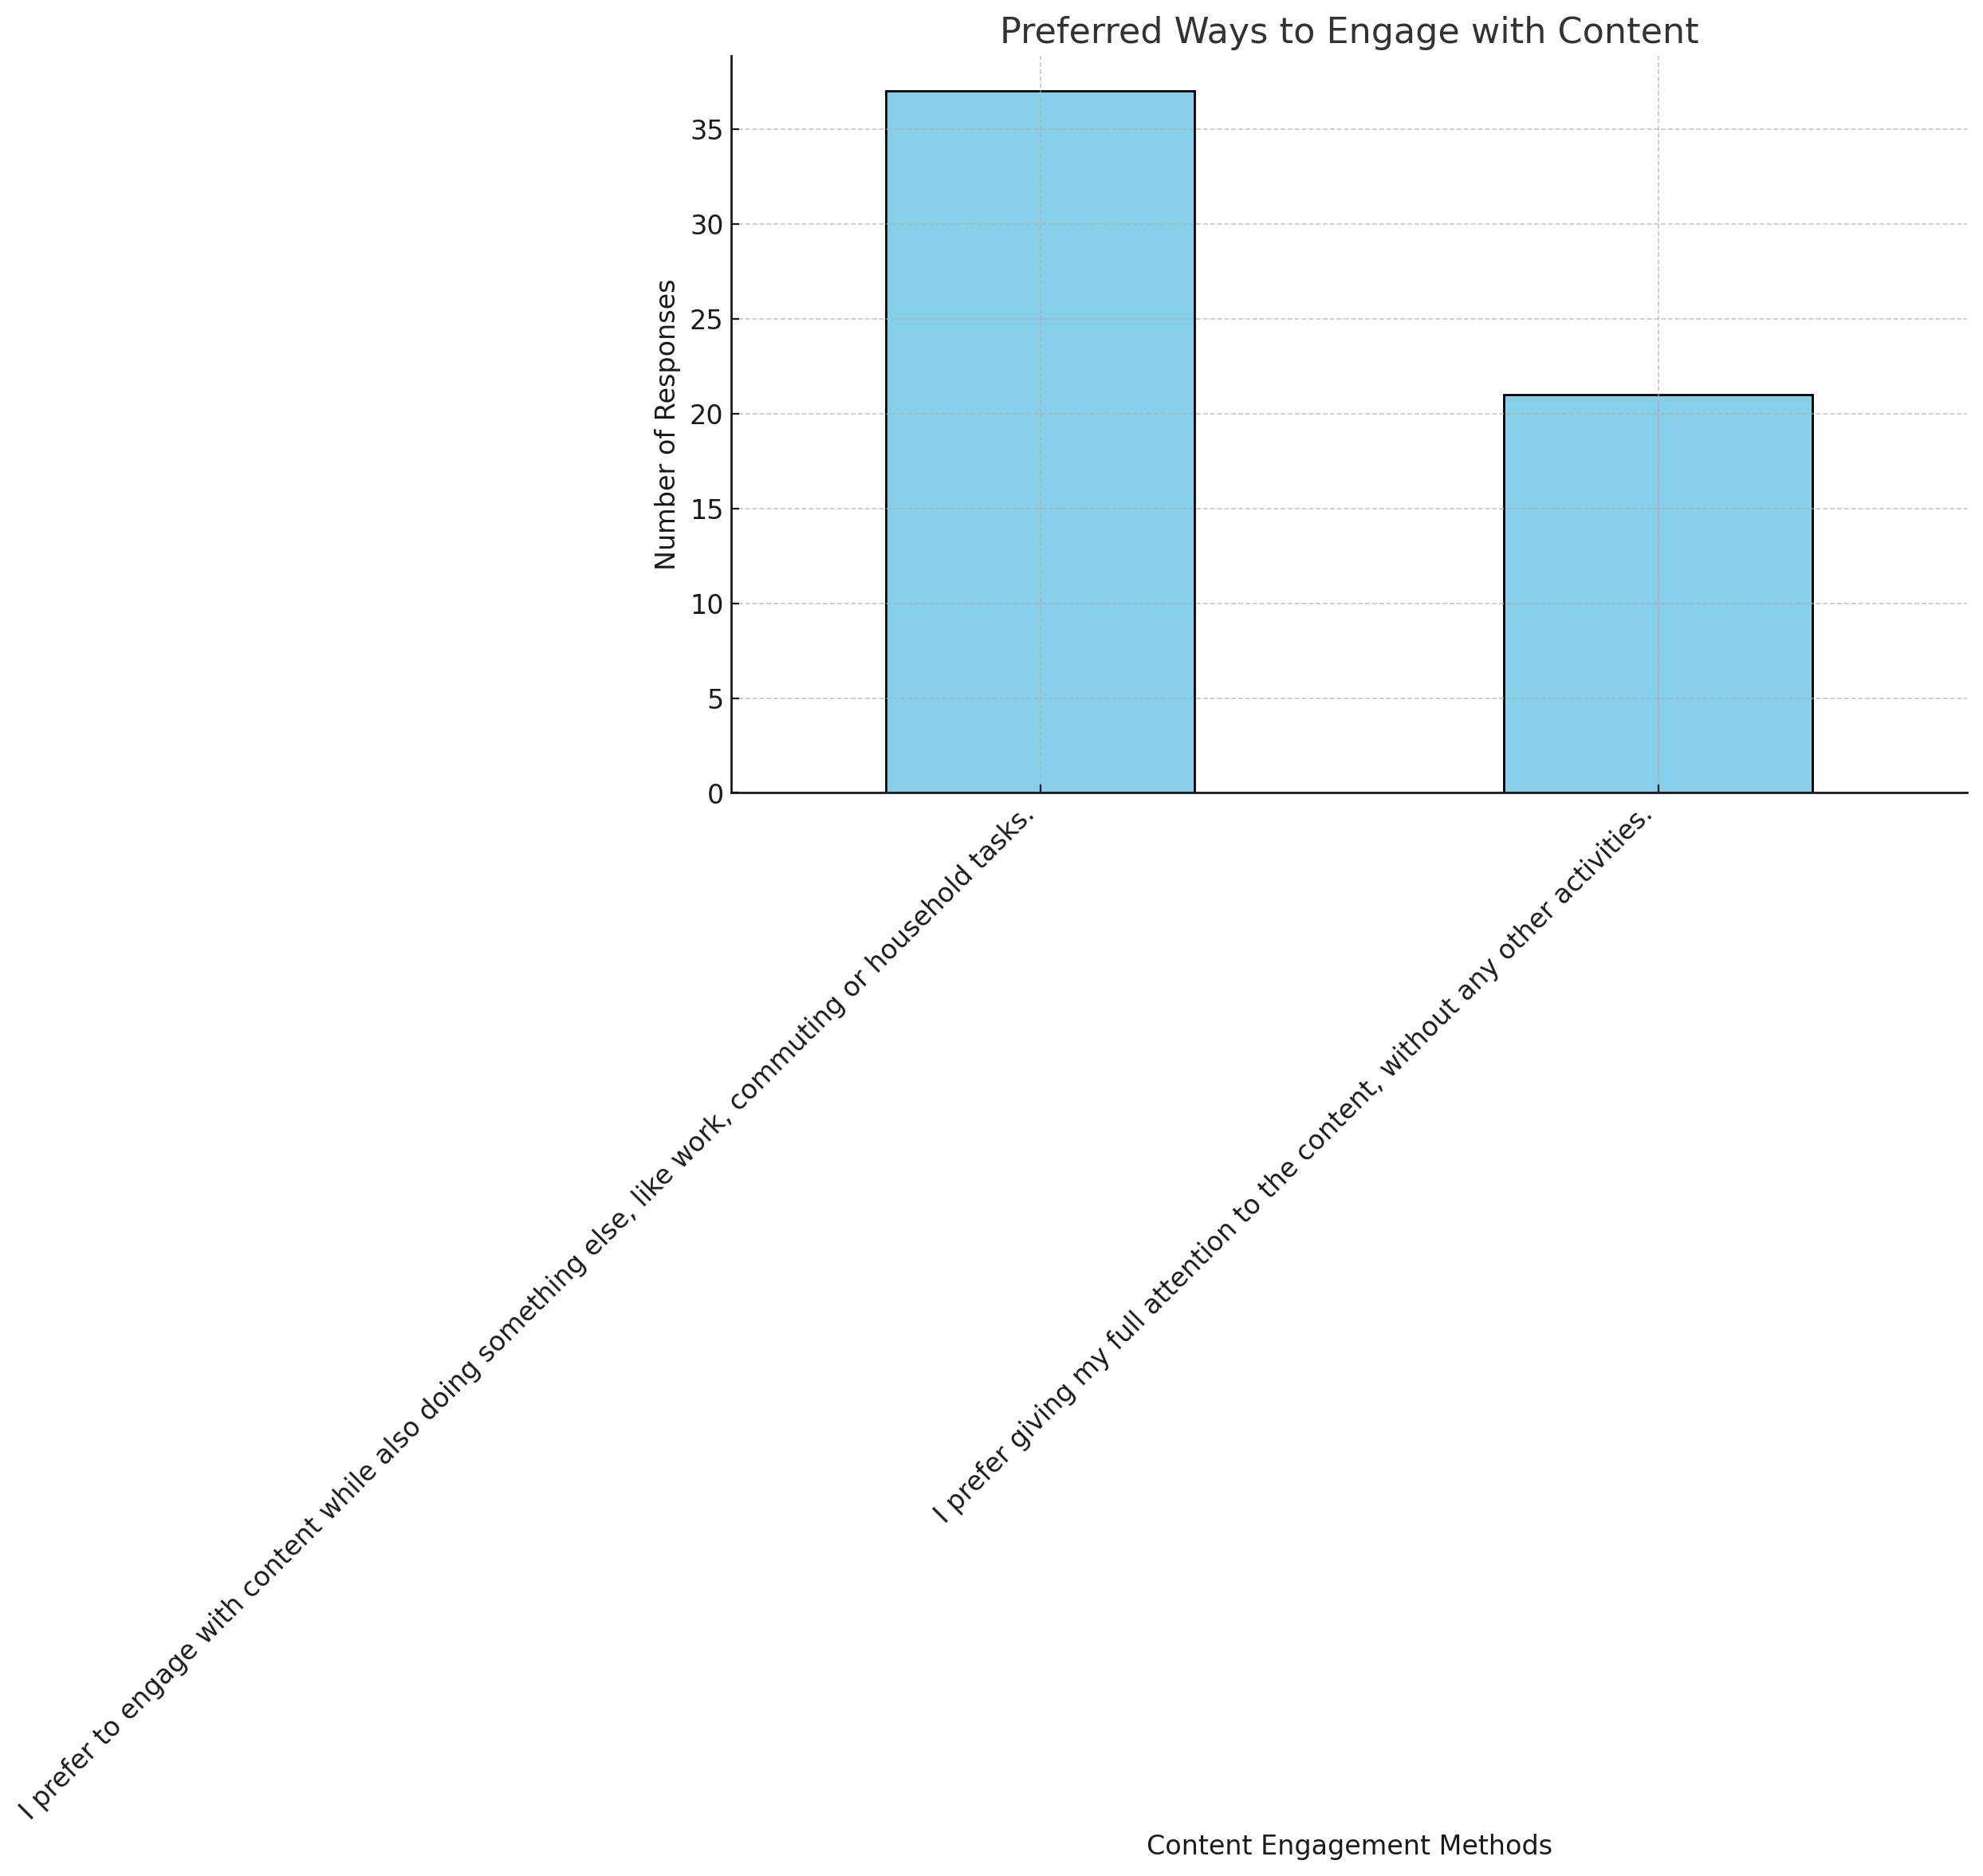 Preferred Ways to Engage with Content
Number of Responses
35
30
25
20
15
10
5
0
I prefer to engage with content while also doing something else, like work, commuting or household tasks.
I prefer giving my full attention to the content, without any other activities.
Content Engagement Methods